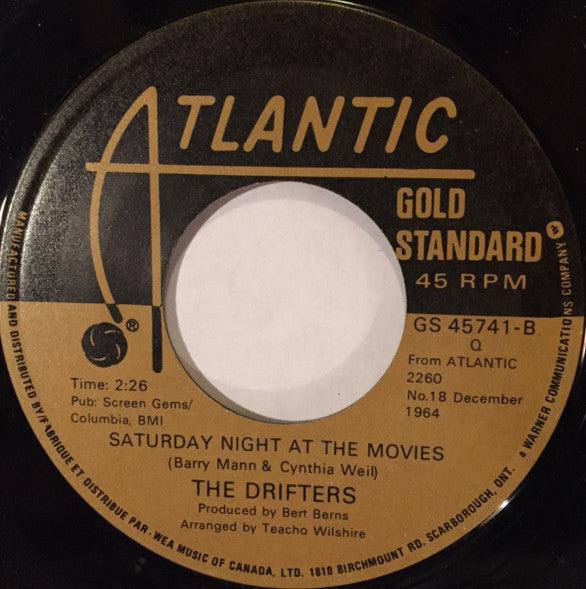 ATLANTIC
GOLD
STANDARD
45 RPM
®
GS 45741-B
Q
From ATLANTIC
2260
No.18 December
1964
Time: 2:26
Pub: Screen Gems/
Columbia, BMI
SATURDAY NIGHT AT THE MOVIES
(Barry Mann & Cynthia Weil)
THE DRIFTERS
Produced by Bert Berns
Arranged by Teacho Wilshire
MANUFACTURED AND DISTRIBUTED BY/FABRIQUE ET DISTRIBUE PAR - WEA MUSIC OF CANADA, LTD. 1810 BIRCHMOUNT RD. SCARBOROUGH, ONT. a WARNER COMMUNICATIONS COMPANY